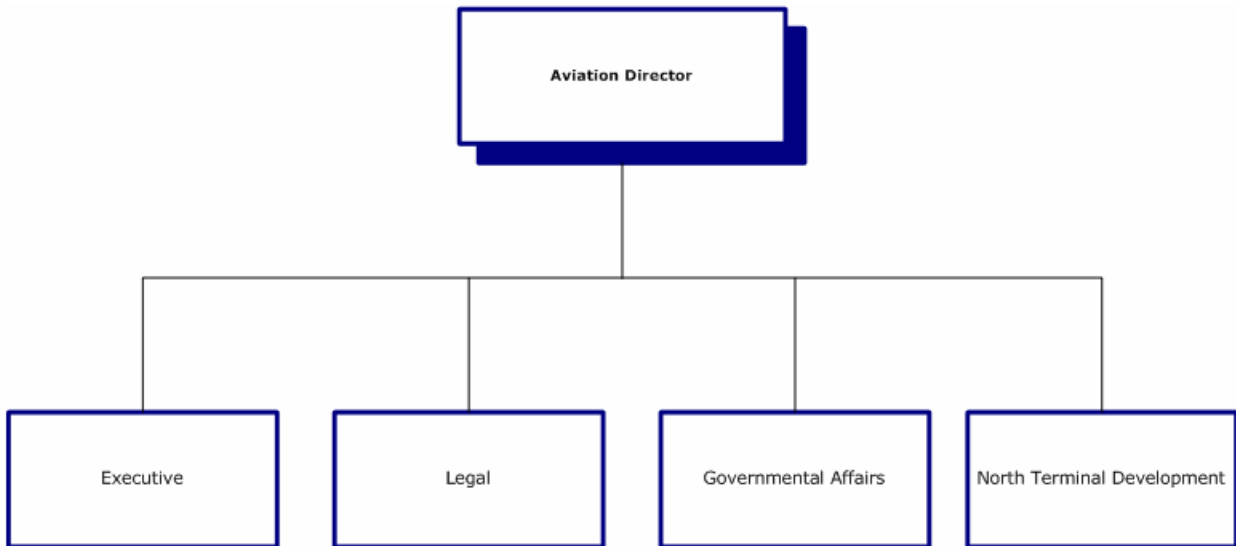 Aviation Director
Executive
Legal
Governmental Affairs
North Terminal Development